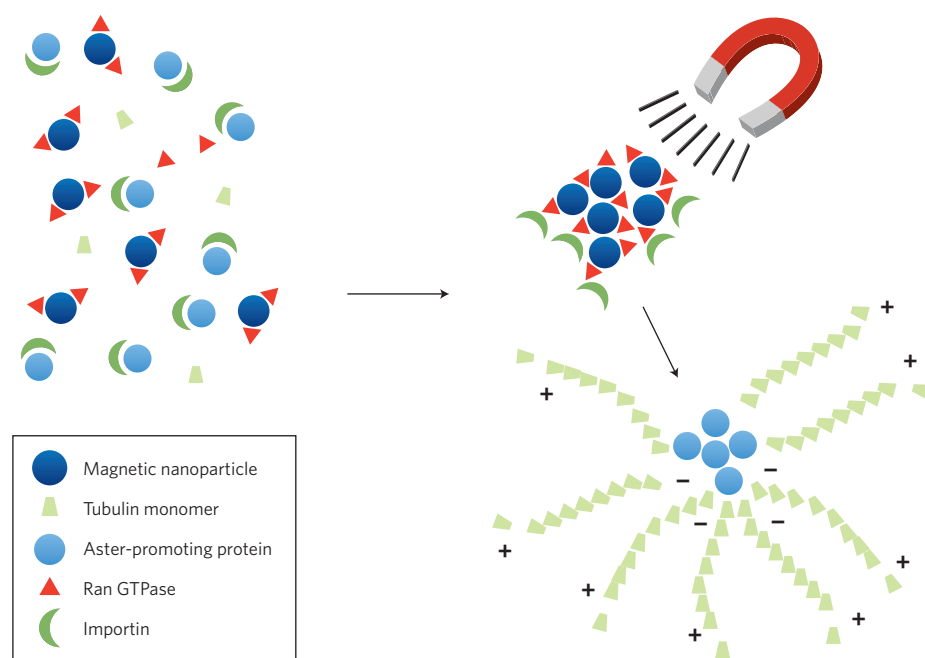 +
+
+
−
−
−
−
+
+
+
+
+
Magnetic nanoparticle
Tubulin monomer
Aster-promoting protein
Ran GTPase
Importin